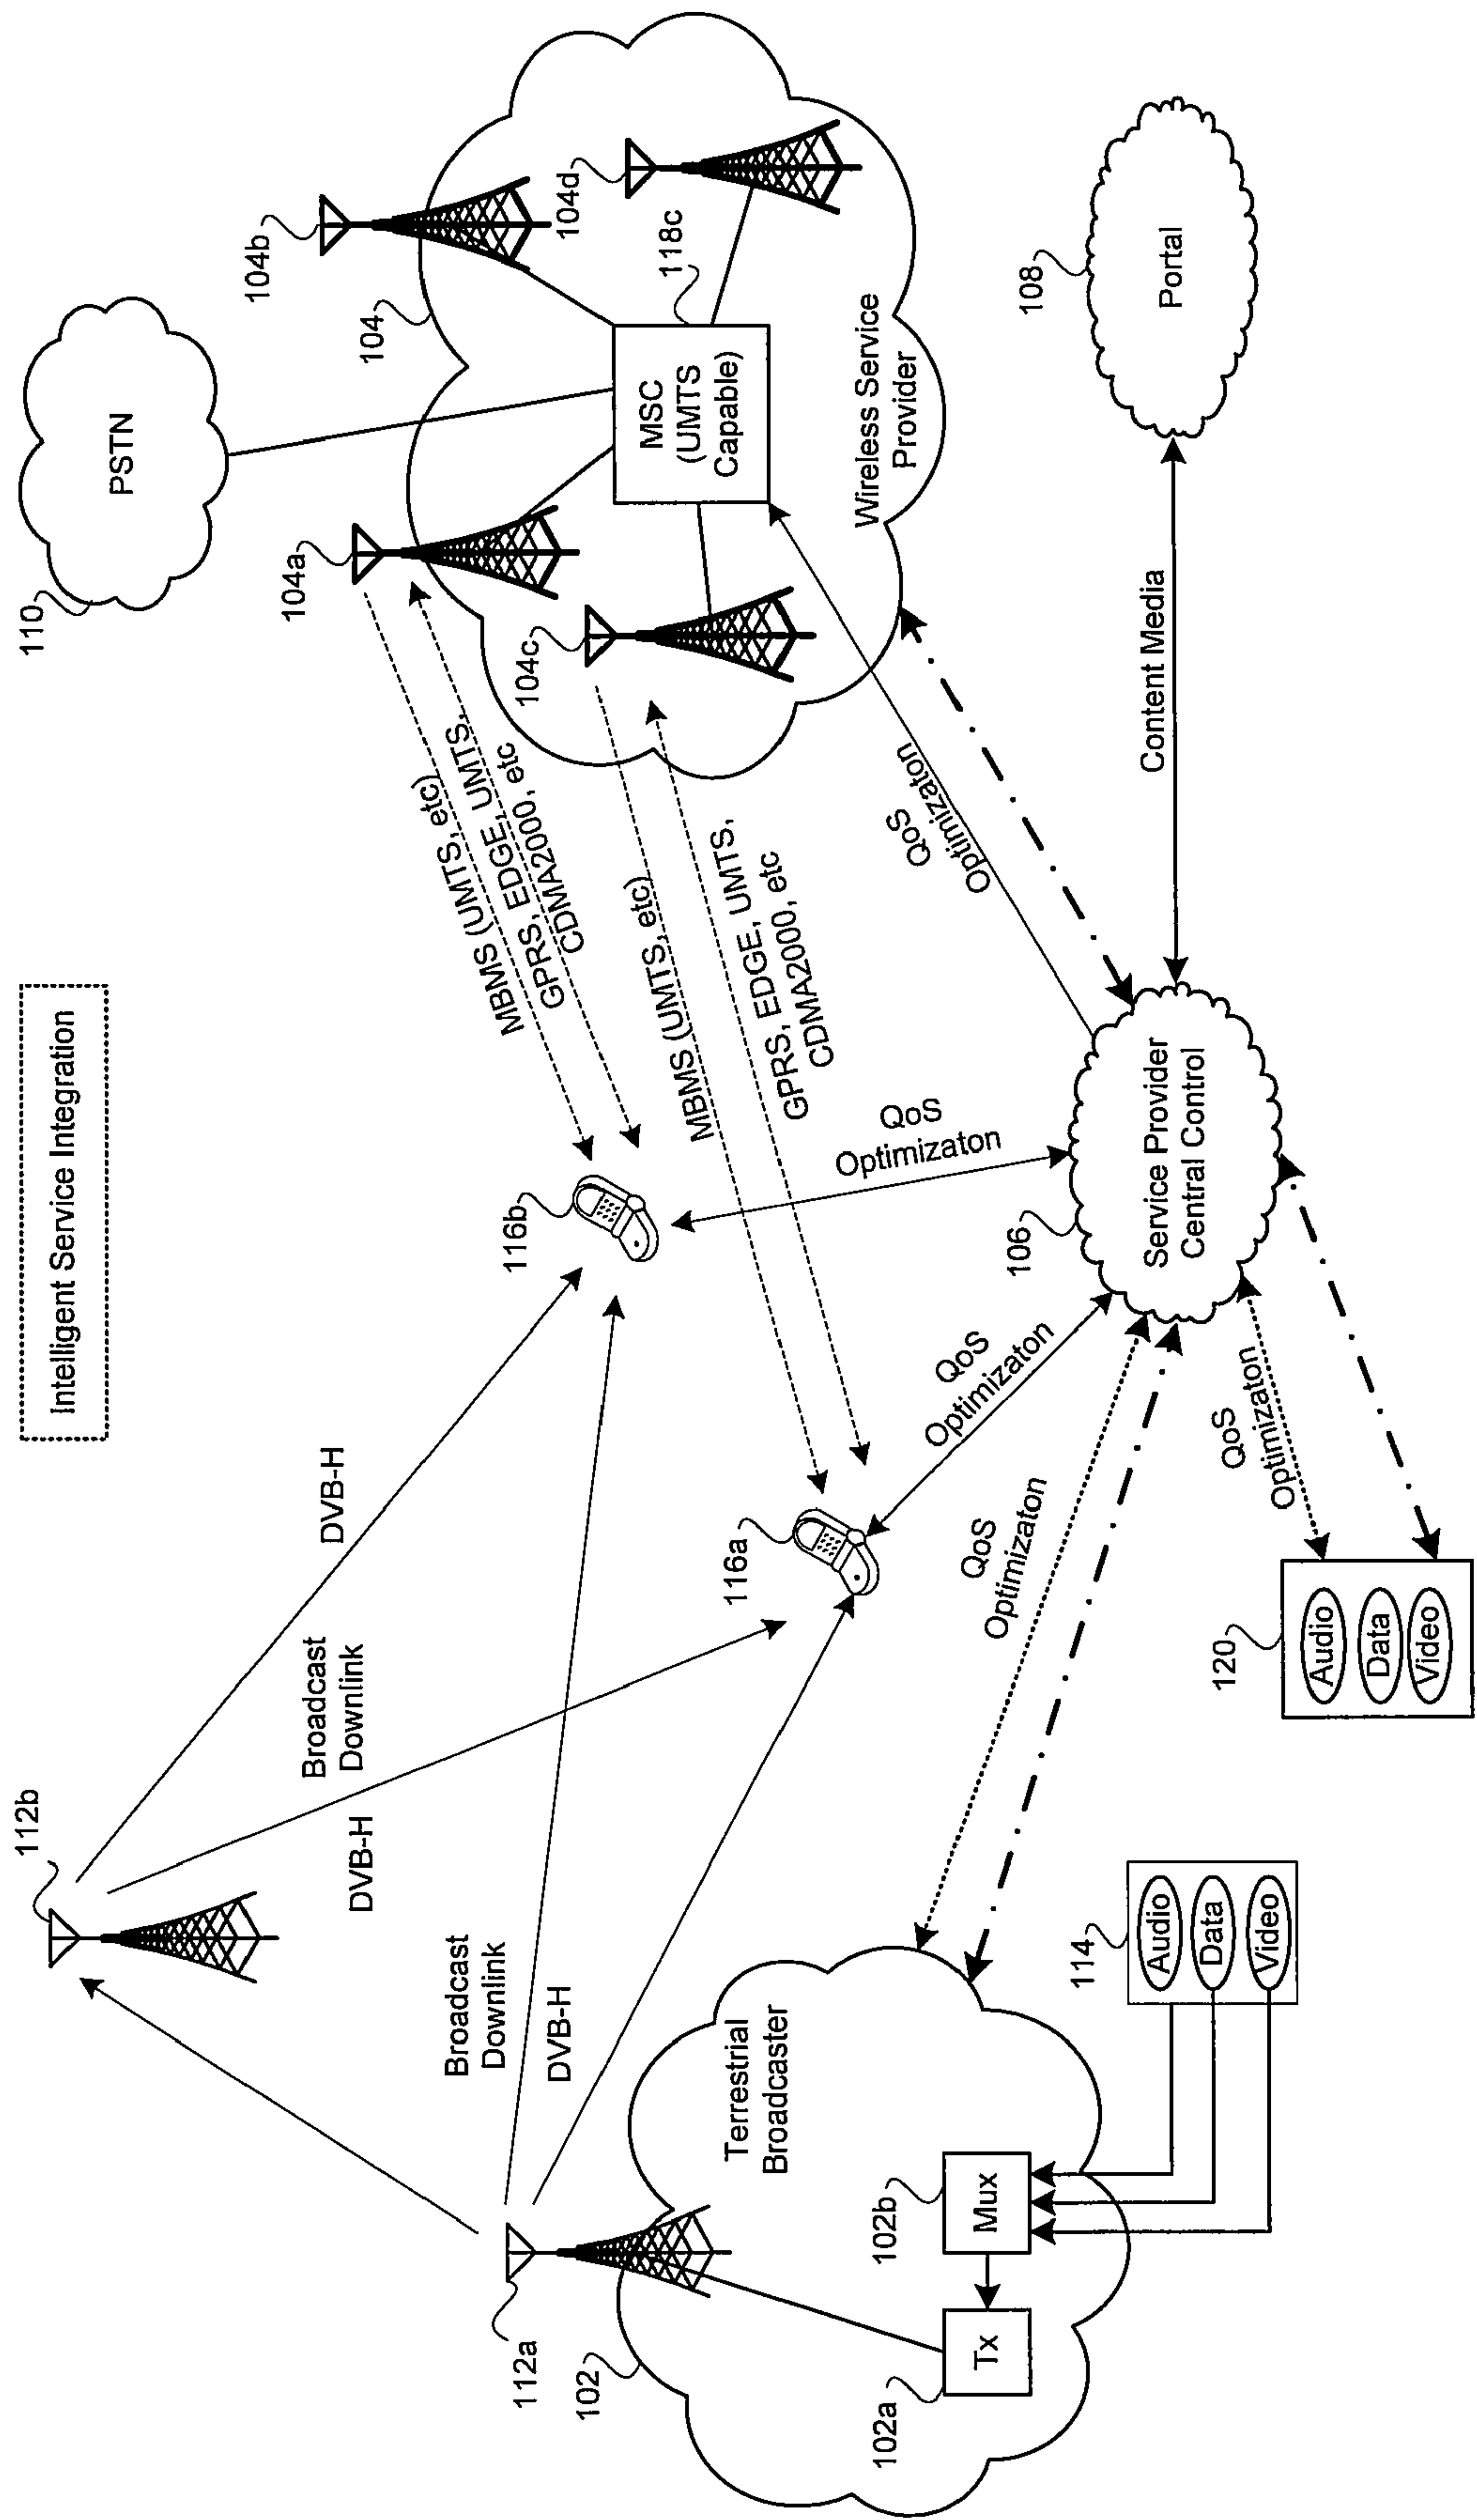 Intelligent Service Integration
110
PSTN
104b
104
104a
104d
118c
MSC
(UMTS
Capable)
104c
Wireless Service
Provider
112b
DVB-H
Broadcast
Downlink
DVB-H
MBMS (UMTS, etc)
GPRS, EDGE, UMTS,
CDMA2000, etc
116b
MBMS (UMTS, etc)
GPRS, EDGE, UMTS,
CDMA2000, etc
112a
Broadcast
Downlink
DVB-H
116a
QoS
Optimizaton
QoS
Optimizaton
QoS
Optimizaton
108
Portal
102
Terrestrial
Broadcaster
QoS
Optimizaton
106
Service Provider
Central Control
Content Media
102a
Tx
102b
Mux
114
Audio
Data
Video
QoS
Optimizaton
120
Audio
Data
Video